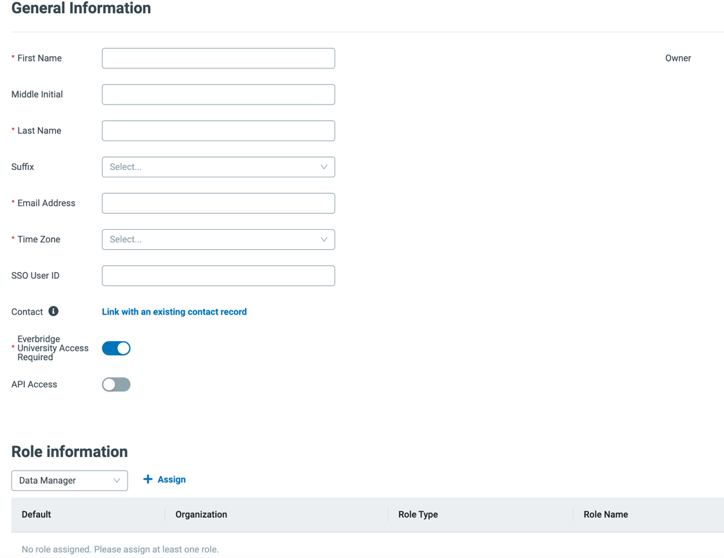 General Information
* First Name
Owner
Middle Initial
* Last Name
Suffix
Select...
* Email Address
* Time Zone
Select...
SSO User ID
Contact
Link with an existing contact record
Everbridge
* University Access
Required
API Access
Role information
Data Manager
+ Assign
Default Organization Role Type Role Name
No role assigned. Please assign at least one role.